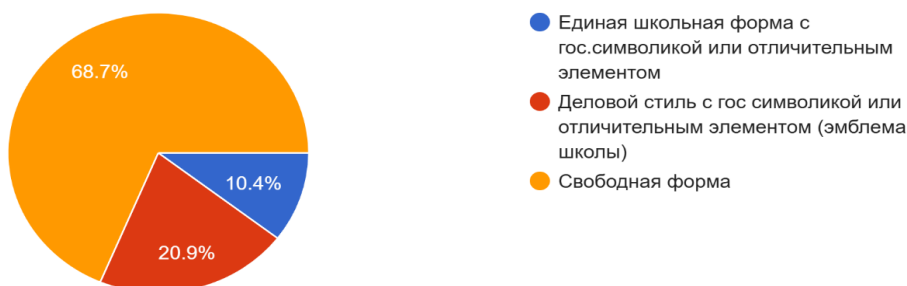 68.7%
10.4%
20.9%
Единая школьная форма с
гос.символикой или отличительным
элементом
Деловой стиль с гос символикой или
отличительным элементом (эмблема
школы)
Свободная форма